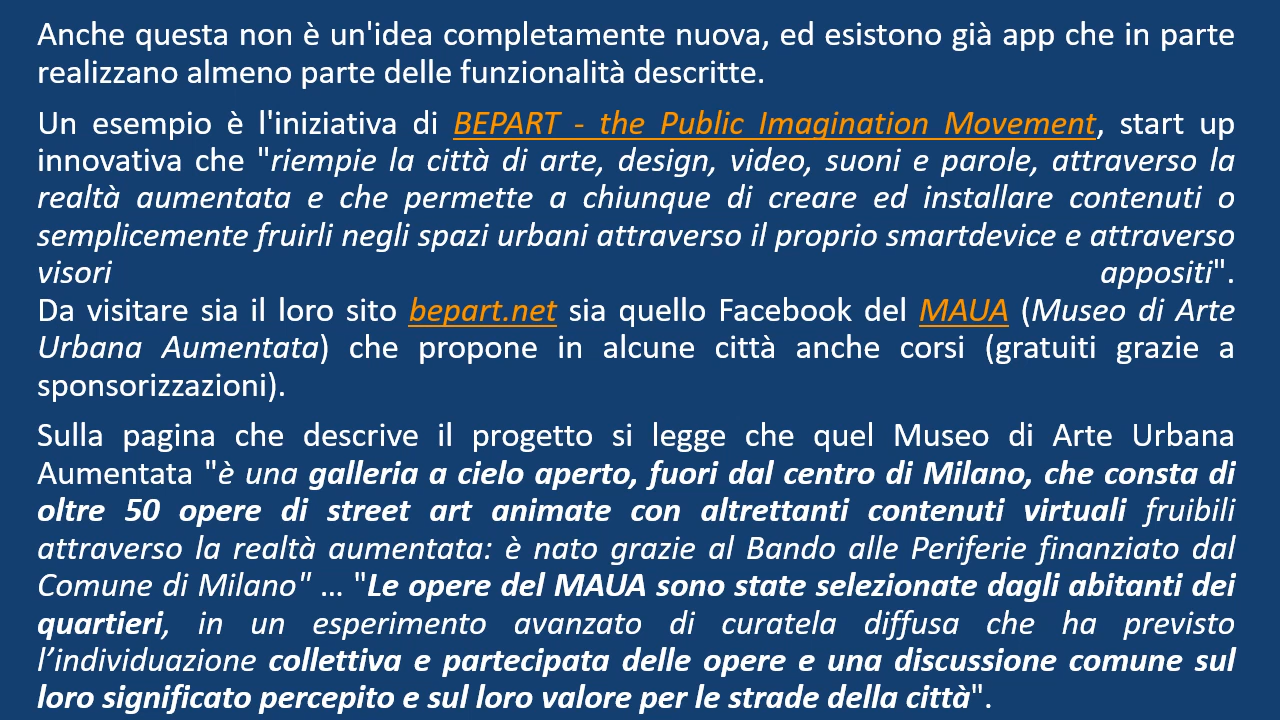 Anche questa non è un'idea completamente nuova, ed esistono già app che in parte
realizzano almeno parte delle funzionalità descritte.
Un esempio è l'iniziativa di BEPART - the Public Imagination Movement, start up
innovativa che "riempie la città di arte, design, video, suoni e parole, attraverso la
realtà aumentata e che permette a chiunque di creare ed installare contenuti o
semplicemente fruirli negli spazi urbani attraverso il proprio smartdevice e attraverso
visori appositi".
Da visitare sia il loro sito bepart.net sia quello Facebook del MAUA (Museo di Arte
Urbana Aumentata) che propone in alcune città anche corsi (gratuiti grazie a
sponsorizzazioni).
Sulla pagina che descrive il progetto si legge che quel Museo di Arte Urbana
Aumentata "è una galleria a cielo aperto, fuori dal centro di Milano, che consta di
oltre 50 opere di street art animate con altrettanti contenuti virtuali fruibili
attraverso la realtà aumentata: è nato grazie al Bando alle Periferie finanziato dal
Comune di Milano" … "Le opere del MAUA sono state selezionate dagli abitanti dei
quartieri, in un esperimento avanzato di curatela diffusa che ha previsto
l’individuazione collettiva e partecipata delle opere e una discussione comune sul
loro significato percepito e sul loro valore per le strade della città".